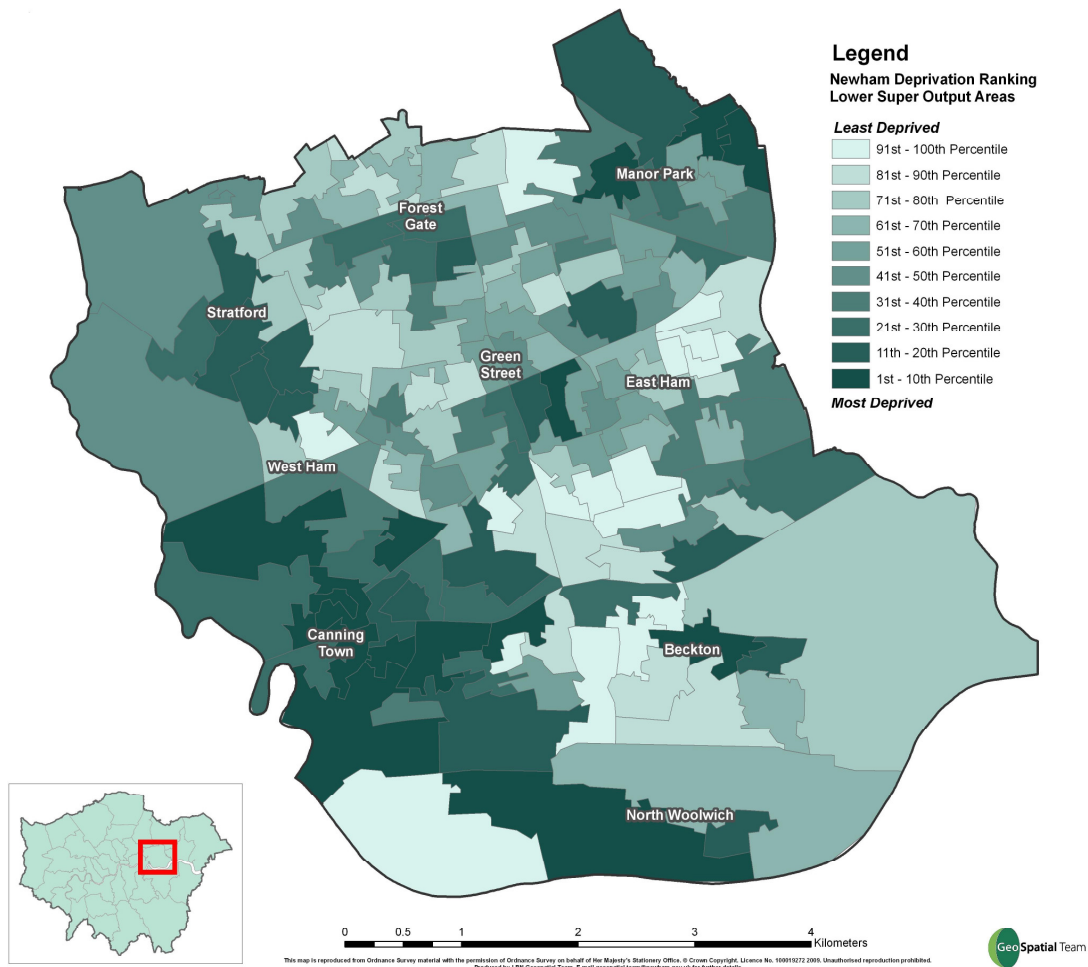 Legend
Newham Deprivation Ranking
Lower Super Output Areas
Least Deprived
91st - 100th Percentile
81st - 90th Percentile
71st - 80th Percentile
61st - 70th Percentile
51st - 60th Percentile
41st - 50th Percentile
31st - 40th Percentile
21st - 30th Percentile
11th - 20th Percentile
1st - 10th Percentile
Most Deprived
Manor Park
Forest
Gate
Stratford
Green
Street
East Ham
West Ham
Canning
Town
Beckton
North Woolwich
0 0.5 1 2 3 4
Kilometers
GeoSpatial Team
This map is reproduced from Ordnance Survey material with the permission of Ordnance Survey on behalf of Her Majesty's Stationery Office. © Crown Copyright. Licence No. 100019272 2009. Unauthorised reproduction prohibited.